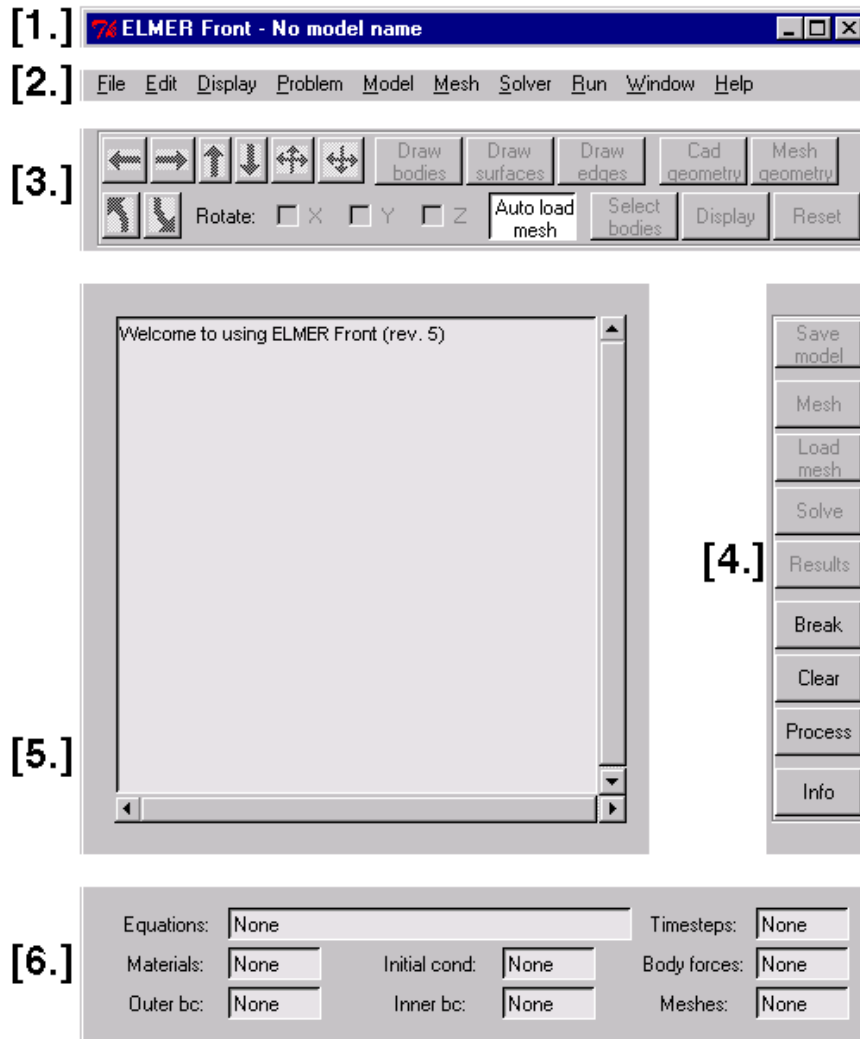 [1.] 7% ELMER Front - No model name
[2.] File Edit Display Problem Model Mesh Solver Run Window Help
[3.]
Draw bodies Draw surfaces Draw edges Cad geometry Mesh geometry
Rotate: X Y Z Auto load mesh Select bodies Display Reset
Welcome to using ELMER Front (rev. 5)
Save model
Mesh
Load mesh
Solve
[4.]
Results
Break
Clear
Process
Info
[5.]
[6.]
Equations: None Timesteps: None
Materials: None Initial cond: None Body forces: None
Outer bc: None Inner bc: None Meshes: None